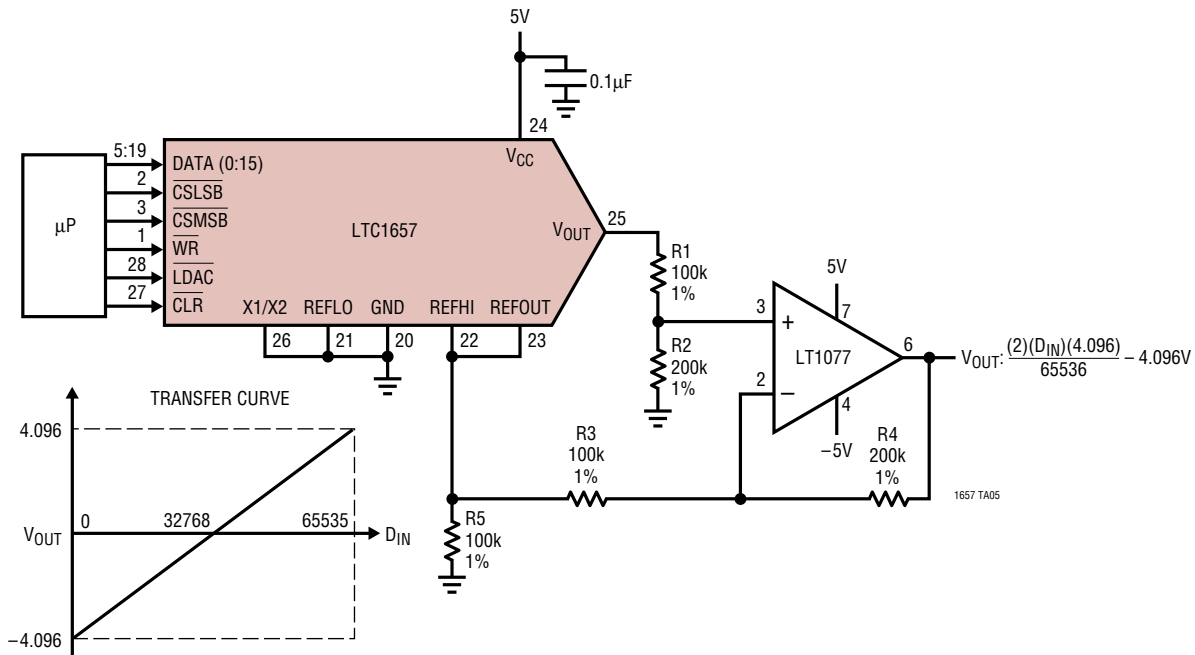 5V
0.1µF
24
VCC
µP
5:19
DATA (0:15)
2
CSLSB
3
CSMSB
1
WR
28
LDAC
27
CLR
LTC1657
VOUT
25
X1/X2 REFLO GND REFHI REFOUT
26 21 20 22 23
R1
100k
1%
R2
200k
1%
3
+
2
−
5V
7
LT1077
4
−5V
6
VOUT: (2)(DIN)(4.096)/65536 − 4.096V
R3
100k
1%
R4
200k
1%
R5
100k
1%
1657 TA05
TRANSFER CURVE
4.096
VOUT
0 32768 65535
DIN
−4.096